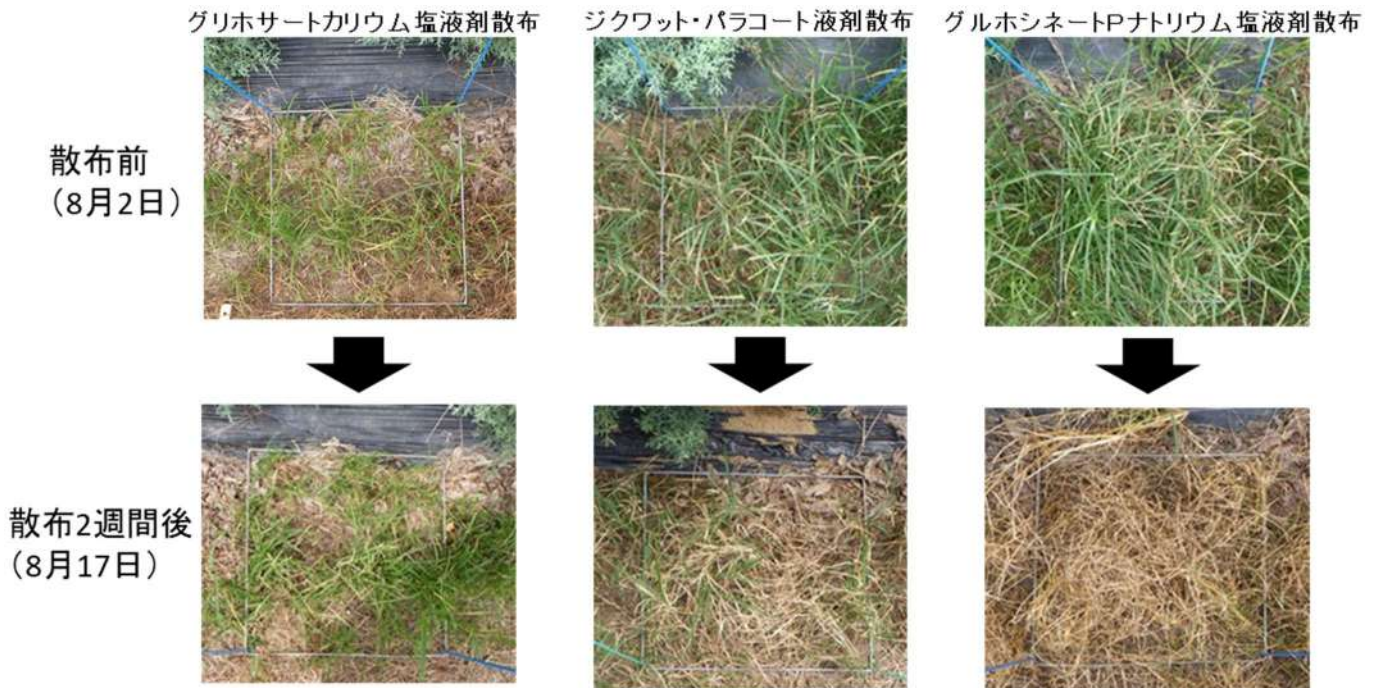 グリホサートカリウム塩液剤散布
ジクワット・パラコート液剤散布
グルホシネートPナトリウム塩液剤散布
散布前
（8月2日）
散布2週間後
（8月17日）